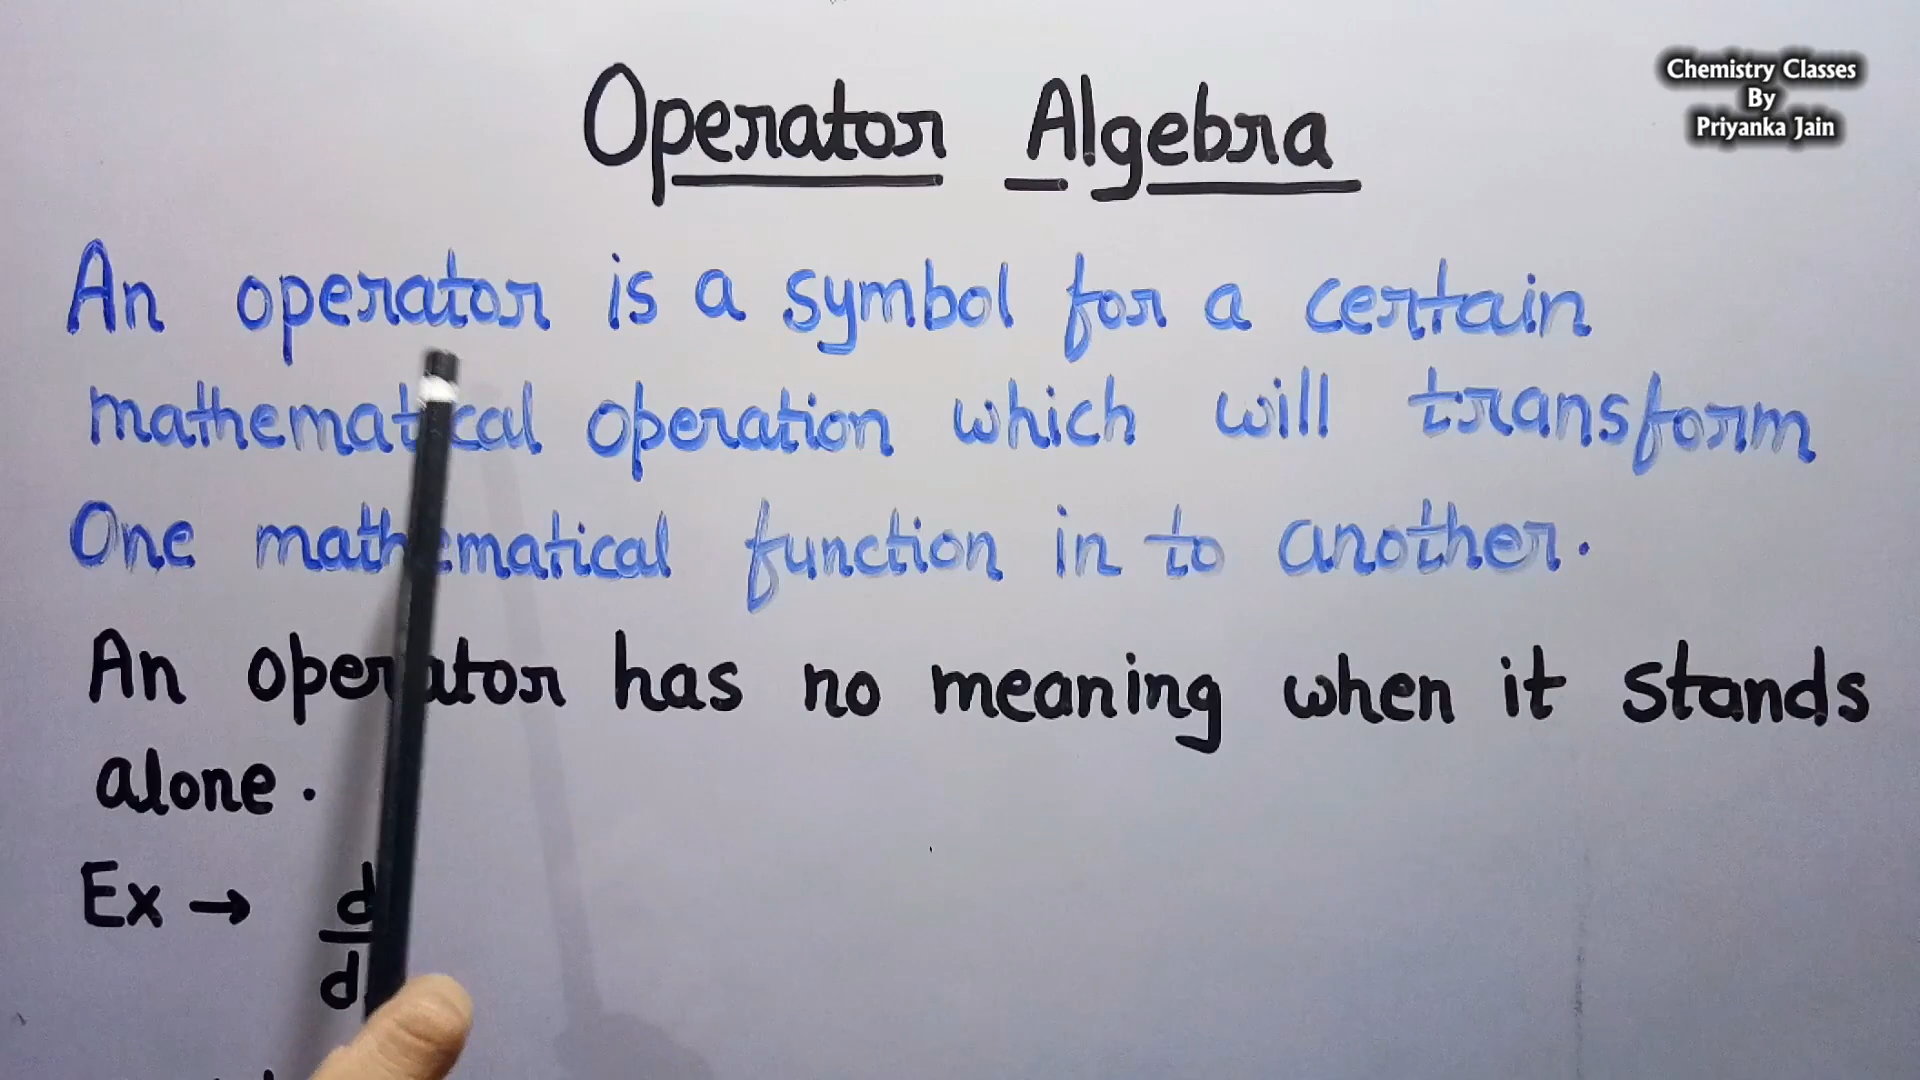 Chemistry Classes
By
Priyanka Jain
Operator Algebra
An operator is a symbol for a certain
mathematical operation which will transform
One mathematical function in to another.
An operator has no meaning when it stands
alone.
Ex → d
d